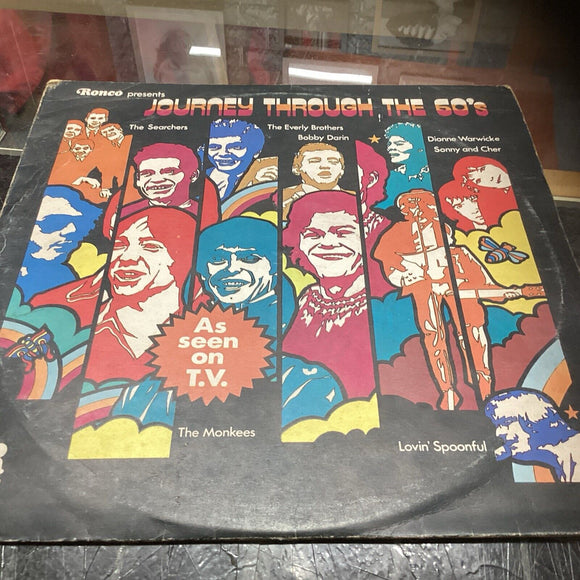 Ronco presents
JOURNEY THROUGH THE 60's
The Searchers
The Everly Brothers
Bobby Darin
Dionne Warwicke
Sonny and Cher
As
seen
on
T.V.
The Monkees
Lovin' Spoonful